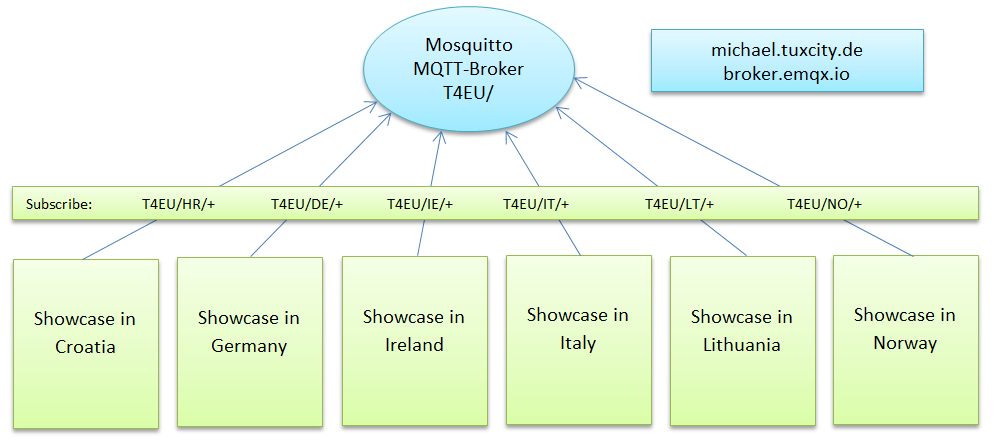 Mosquitto
MQTT-Broker
T4EU/
michael.tuxcity.de
broker.emqx.io
Subscribe: T4EU/HR/+ T4EU/DE/+ T4EU/IE/+ T4EU/IT/+ T4EU/LT/+ T4EU/NO/+
Showcase in
Croatia
Showcase in
Germany
Showcase in
Ireland
Showcase in
Italy
Showcase in
Lithuania
Showcase in
Norway